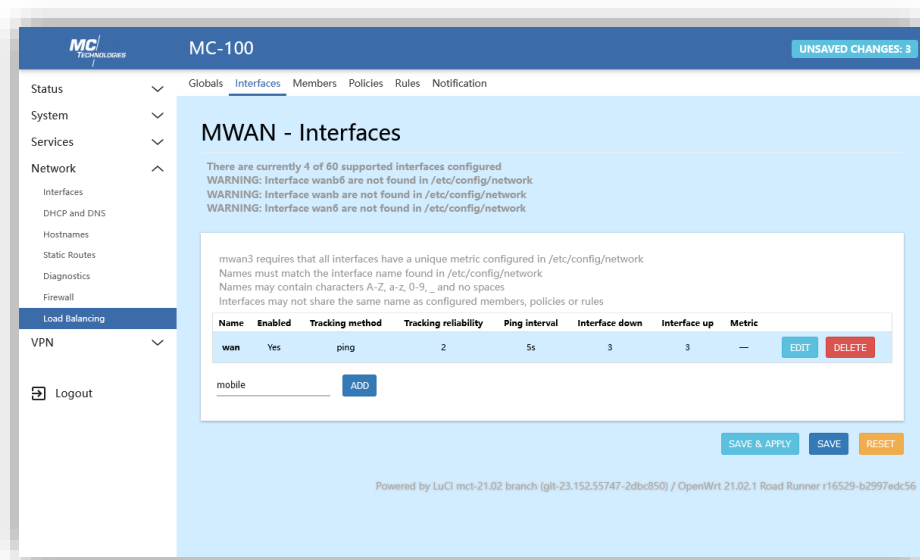 MC
TECHNOLOGIES
MC-100
UNSAVED CHANGES: 3
Status
System
Services
Network
Interfaces
DHCP and DNS
Hostnames
Static Routes
Diagnostics
Firewall
Load Balancing
VPN
Logout
Globals Interfaces Members Policies Rules Notification
MWAN - Interfaces
There are currently 4 of 60 supported interfaces configured
WARNING: Interface wanb6 are not found in /etc/config/network
WARNING: Interface wanb are not found in /etc/config/network
WARNING: Interface wan6 are not found in /etc/config/network
mwan3 requires that all interfaces have a unique metric configured in /etc/config/network
Names must match the interface name found in /etc/config/network
Names may contain characters A-Z, a-z, 0-9, _ and no spaces
Interfaces may not share the same name as configured members, policies or rules
Name Enabled Tracking method Tracking reliability Ping interval Interface down Interface up Metric
wan Yes ping 2 5s 3 3 — EDIT DELETE
mobile ADD
SAVE & APPLY SAVE RESET
Powered by LuCI mct-21.02 branch (git-23.152.55747-2dbc850) / OpenWrt 21.02.1 Road Runner r16529-b2997edc56